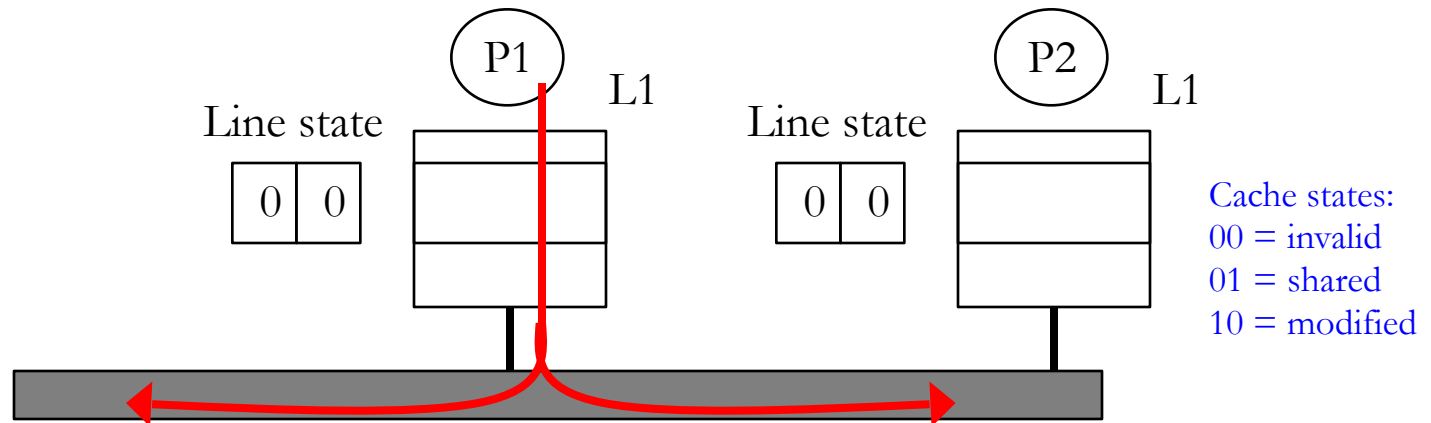 P1
P2
L1
L1
Line state
Line state
0 0
0 0
Cache states:
00 = invalid
01 = shared
10 = modified